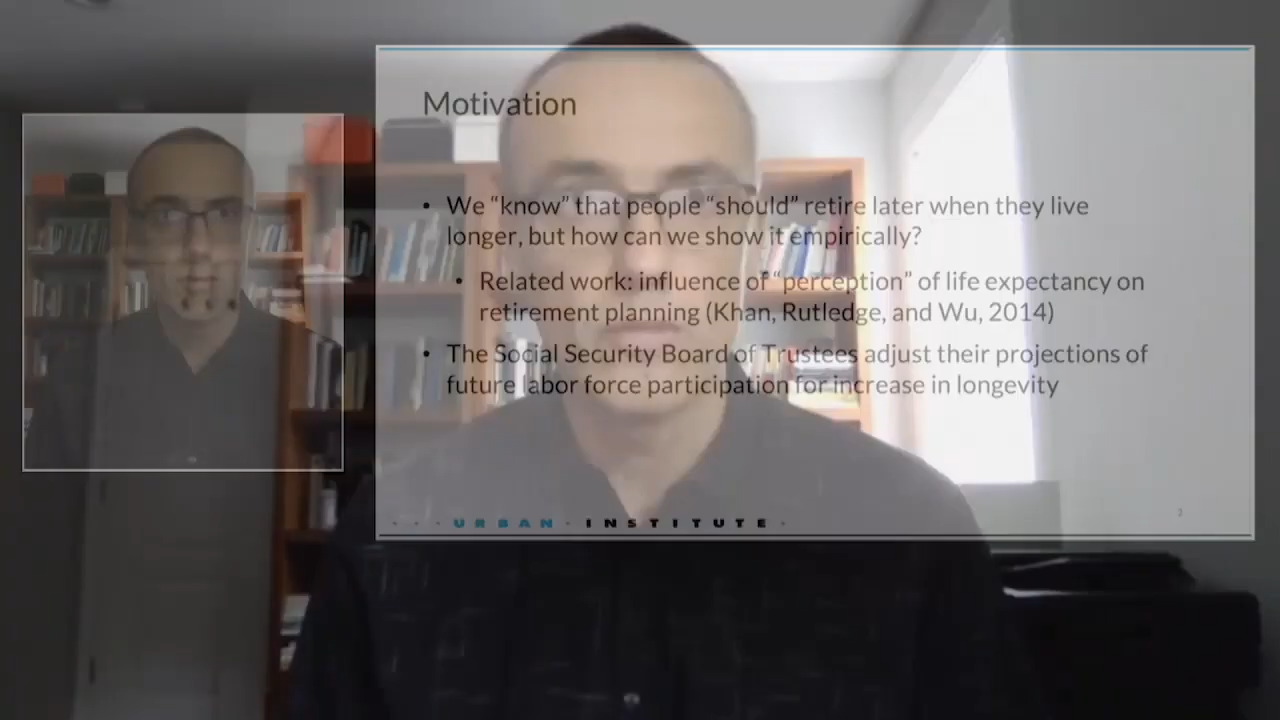 Motivation
• We “know” that people “should” retire later when they live
longer, but how can we show it empirically?
• Related work: influence of “perception” of life expectancy on
retirement planning (Khan, Rutledge, and Wu, 2014)
• The Social Security Board of Trustees adjust their projections of
future labor force participation for increase in longevity
URBAN · INSTITUTE